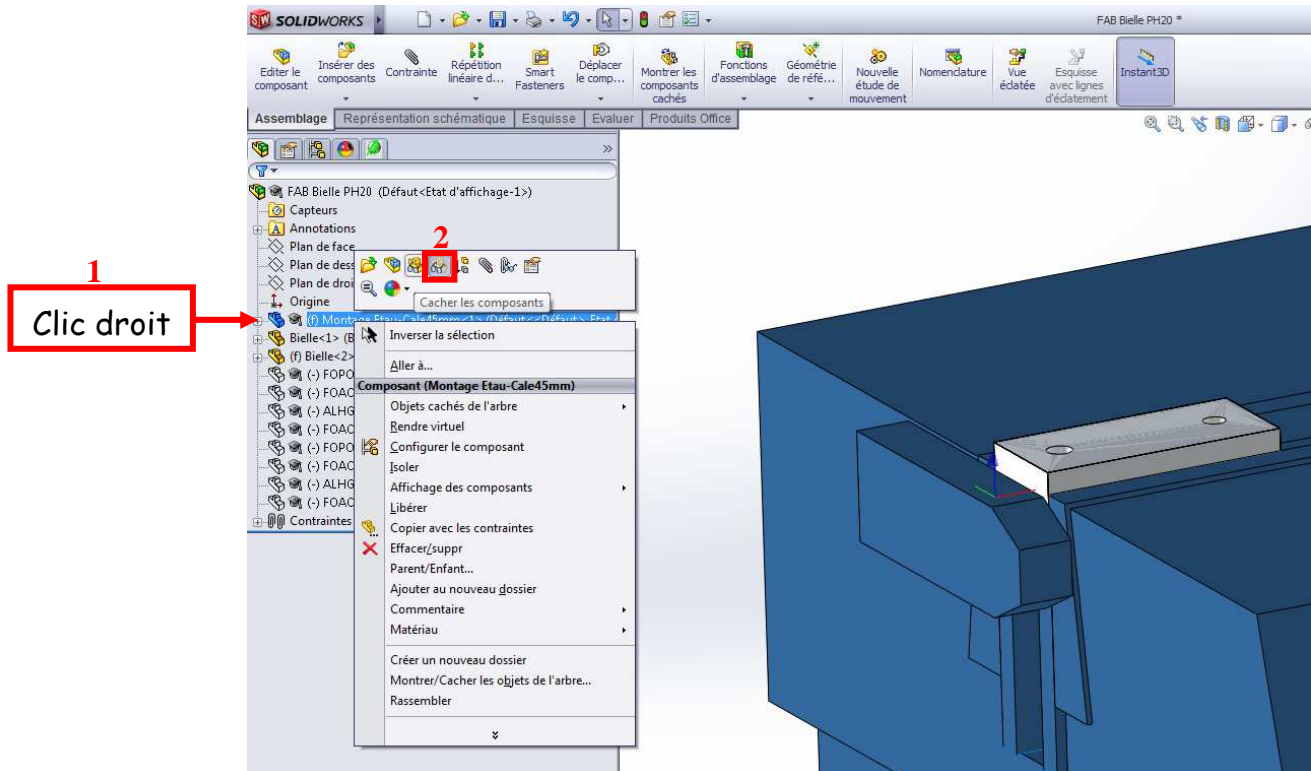 SOLIDWORKS
FAB Bielle PH20 *
Editer le composant
Insérer des composants
Contrainte
Répétition linéaire d...
Smart Fasteners
Déplacer le comp...
Montrer les composants cachés
Fonctions d'assemblage
Géométrie de réfé...
Nouvelle étude de mouvement
Nomendature
Vue éclatée
Esquisse avec lignes d'éclatement
Instant3D
Assemblage
Représentation schématique
Esquisse
Evaluer
Produits Office
FAB Bielle PH20 (Défaut<Etat d'affichage-1>)
Capteurs
Annotations
Plan de face
Plan de dess
Plan de droi
Origine
(f) Montage Etau-Cale45mm<1> (Défaut<<Défaut>_Etat
Bielle<1> (B
(f) Bielle<2>
(-) FOPO
(-) FOAC
(-) ALHG
(-) FOAC
(-) FOPO
(-) FOAC
(-) ALHG
(-) FOAC
Contraintes
1
Clic droit
2
Cacher les composants
Inverser la sélection
Aller à...
Composant (Montage Etau-Cale45mm)
Objets cachés de l'arbre
Rendre virtuel
Configurer le composant
Isoler
Affichage des composants
Libérer
Copier avec les contraintes
Effacer/suppr
Parent/Enfant...
Ajouter au nouveau dossier
Commentaire
Matériau
Créer un nouveau dossier
Montrer/Cacher les objets de l'arbre...
Rassembler